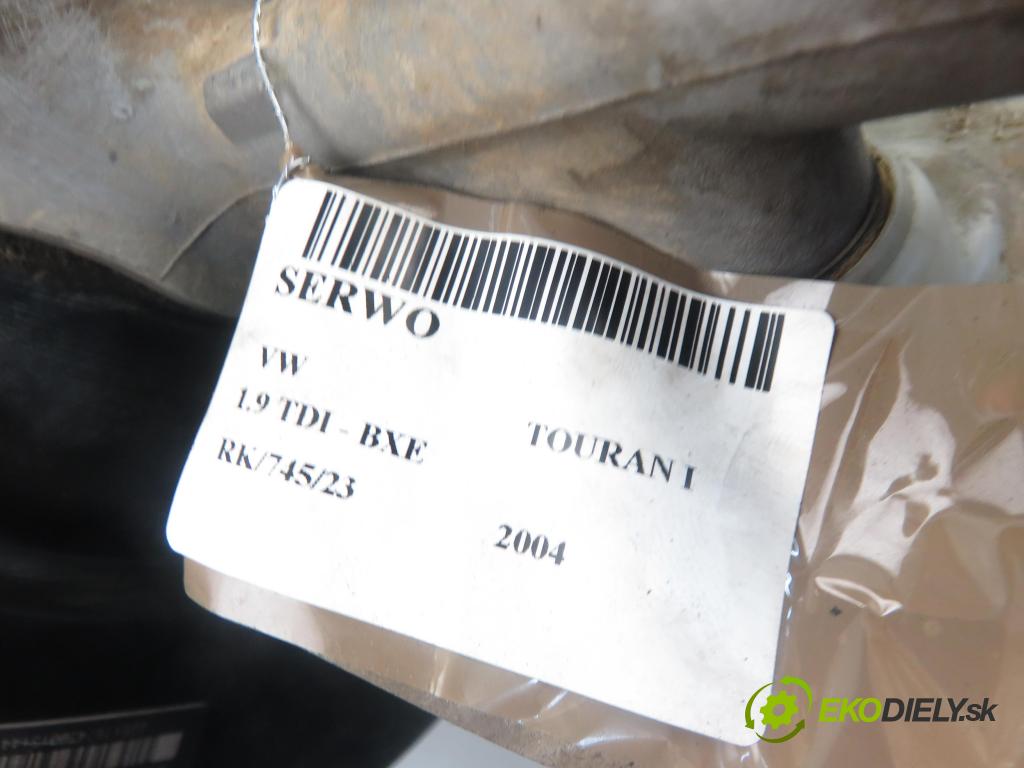 SERWO
VW
1.9 TDI - BXE
TOURAN I
RK/745/23
2004
EKODIELY.sk